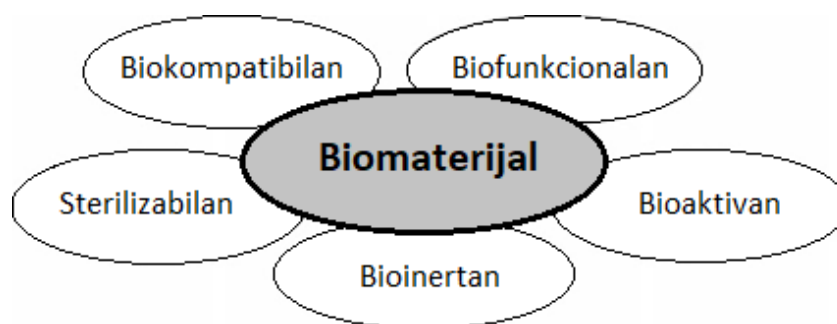 Biokompatibilan
Biofunkcionalan
Biomaterijal
Sterilizabilan
Bioaktivan
Bioinertan